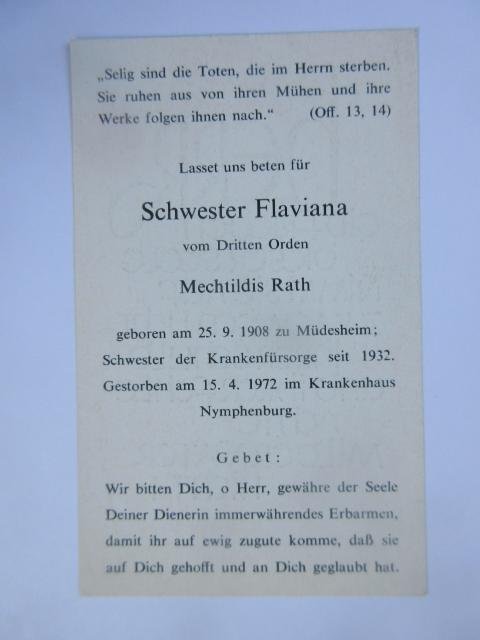 „Selig sind die Toten, die im Herrn sterben.
Sie ruhen aus von ihren Mühen und ihre
Werke folgen ihnen nach.“ (Off. 13, 14)
Lasset uns beten für
Schwester Flaviana
vom Dritten Orden
Mechtildis Rath
geboren am 25. 9. 1908 zu Müdesheim;
Schwester der Krankenfürsorge seit 1932.
Gestorben am 15. 4. 1972 im Krankenhaus
Nymphenburg.
Gebet:
Wir bitten Dich, o Herr, gewähre der Seele
Deiner Dienerin immerwährendes Erbarmen,
damit ihr auf ewig zugute komme, daß sie
auf Dich gehofft und an Dich geglaubt hat.